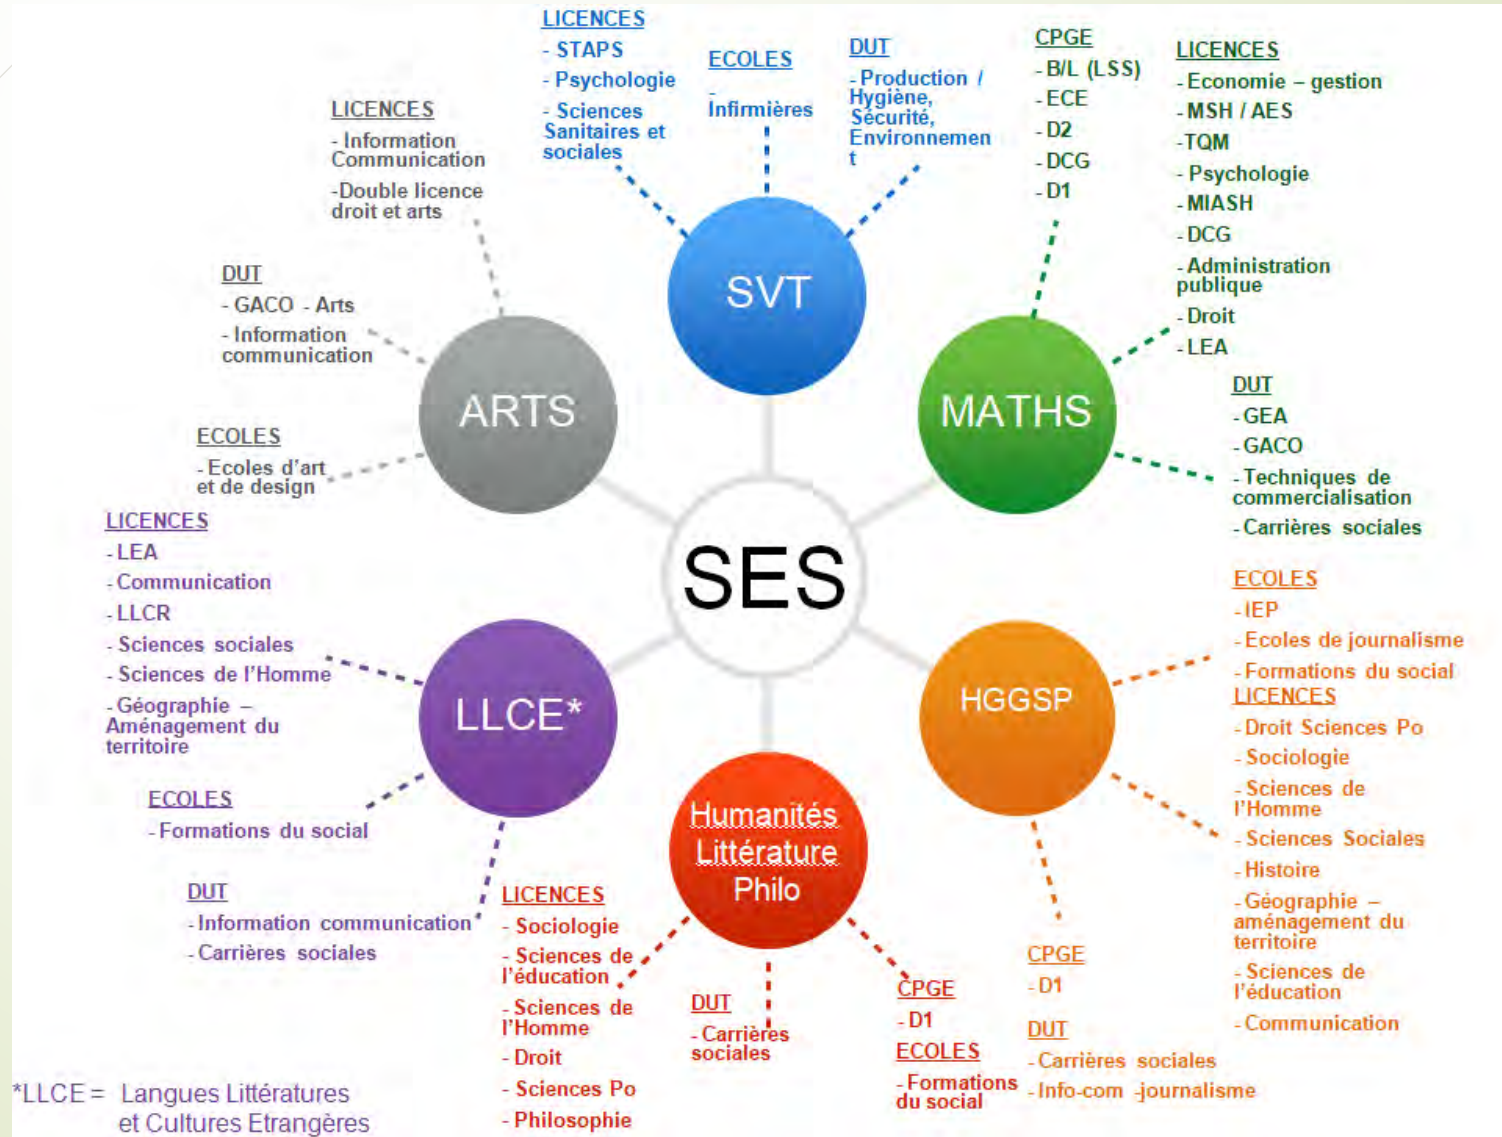 LICENCES
- STAPS
- Psychologie
- Sciences
Sanitaires et
sociales
ECOLES
-
Infirmières
DUT
- Production /
Hygiène,
Sécurité,
Environnemen
t
CPGE
- B/L (LSS)
- ECE
- D2
- DCG
- D1
LICENCES
- Economie – gestion
- MSH / AES
-TQM
- Psychologie
- MIASH
- DCG
- Administration
publique
- Droit
- LEA
DUT
- GEA
- GACO
- Techniques de
commercialisation
- Carrières sociales
LICENCES
- Information
Communication
-Double licence
droit et arts
DUT
- GACO - Arts
- Information
communication
ECOLES
- Ecoles d'art
et de design
SVT
ARTS
MATHS
SES
LLCE*
HGGSP
Humanités
Littérature
Philo
LICENCES
- LEA
- Communication
- LLCR
- Sciences sociales
- Sciences de l'Homme
- Géographie –
Aménagement du
territoire
ECOLES
- Formations du social
DUT
- Information communication
- Carrières sociales
ECOLES
- IEP
- Ecoles de journalisme
- Formations du social
LICENCES
- Droit Sciences Po
- Sociologie
- Sciences de
l'Homme
- Sciences Sociales
- Histoire
- Géographie –
aménagement du
territoire
- Sciences de
l'éducation
- Communication
CPGE
- D1
DUT
- Carrières sociales
- Info-com -journalisme
LICENCES
- Sociologie
- Sciences de
l'éducation
- Sciences de
l'Homme
- Droit
- Sciences Po
- Philosophie
DUT
- Carrières
sociales
CPGE
- D1
ECOLES
- Formations
du social
*LLCE = Langues Littératures
et Cultures Etrangères